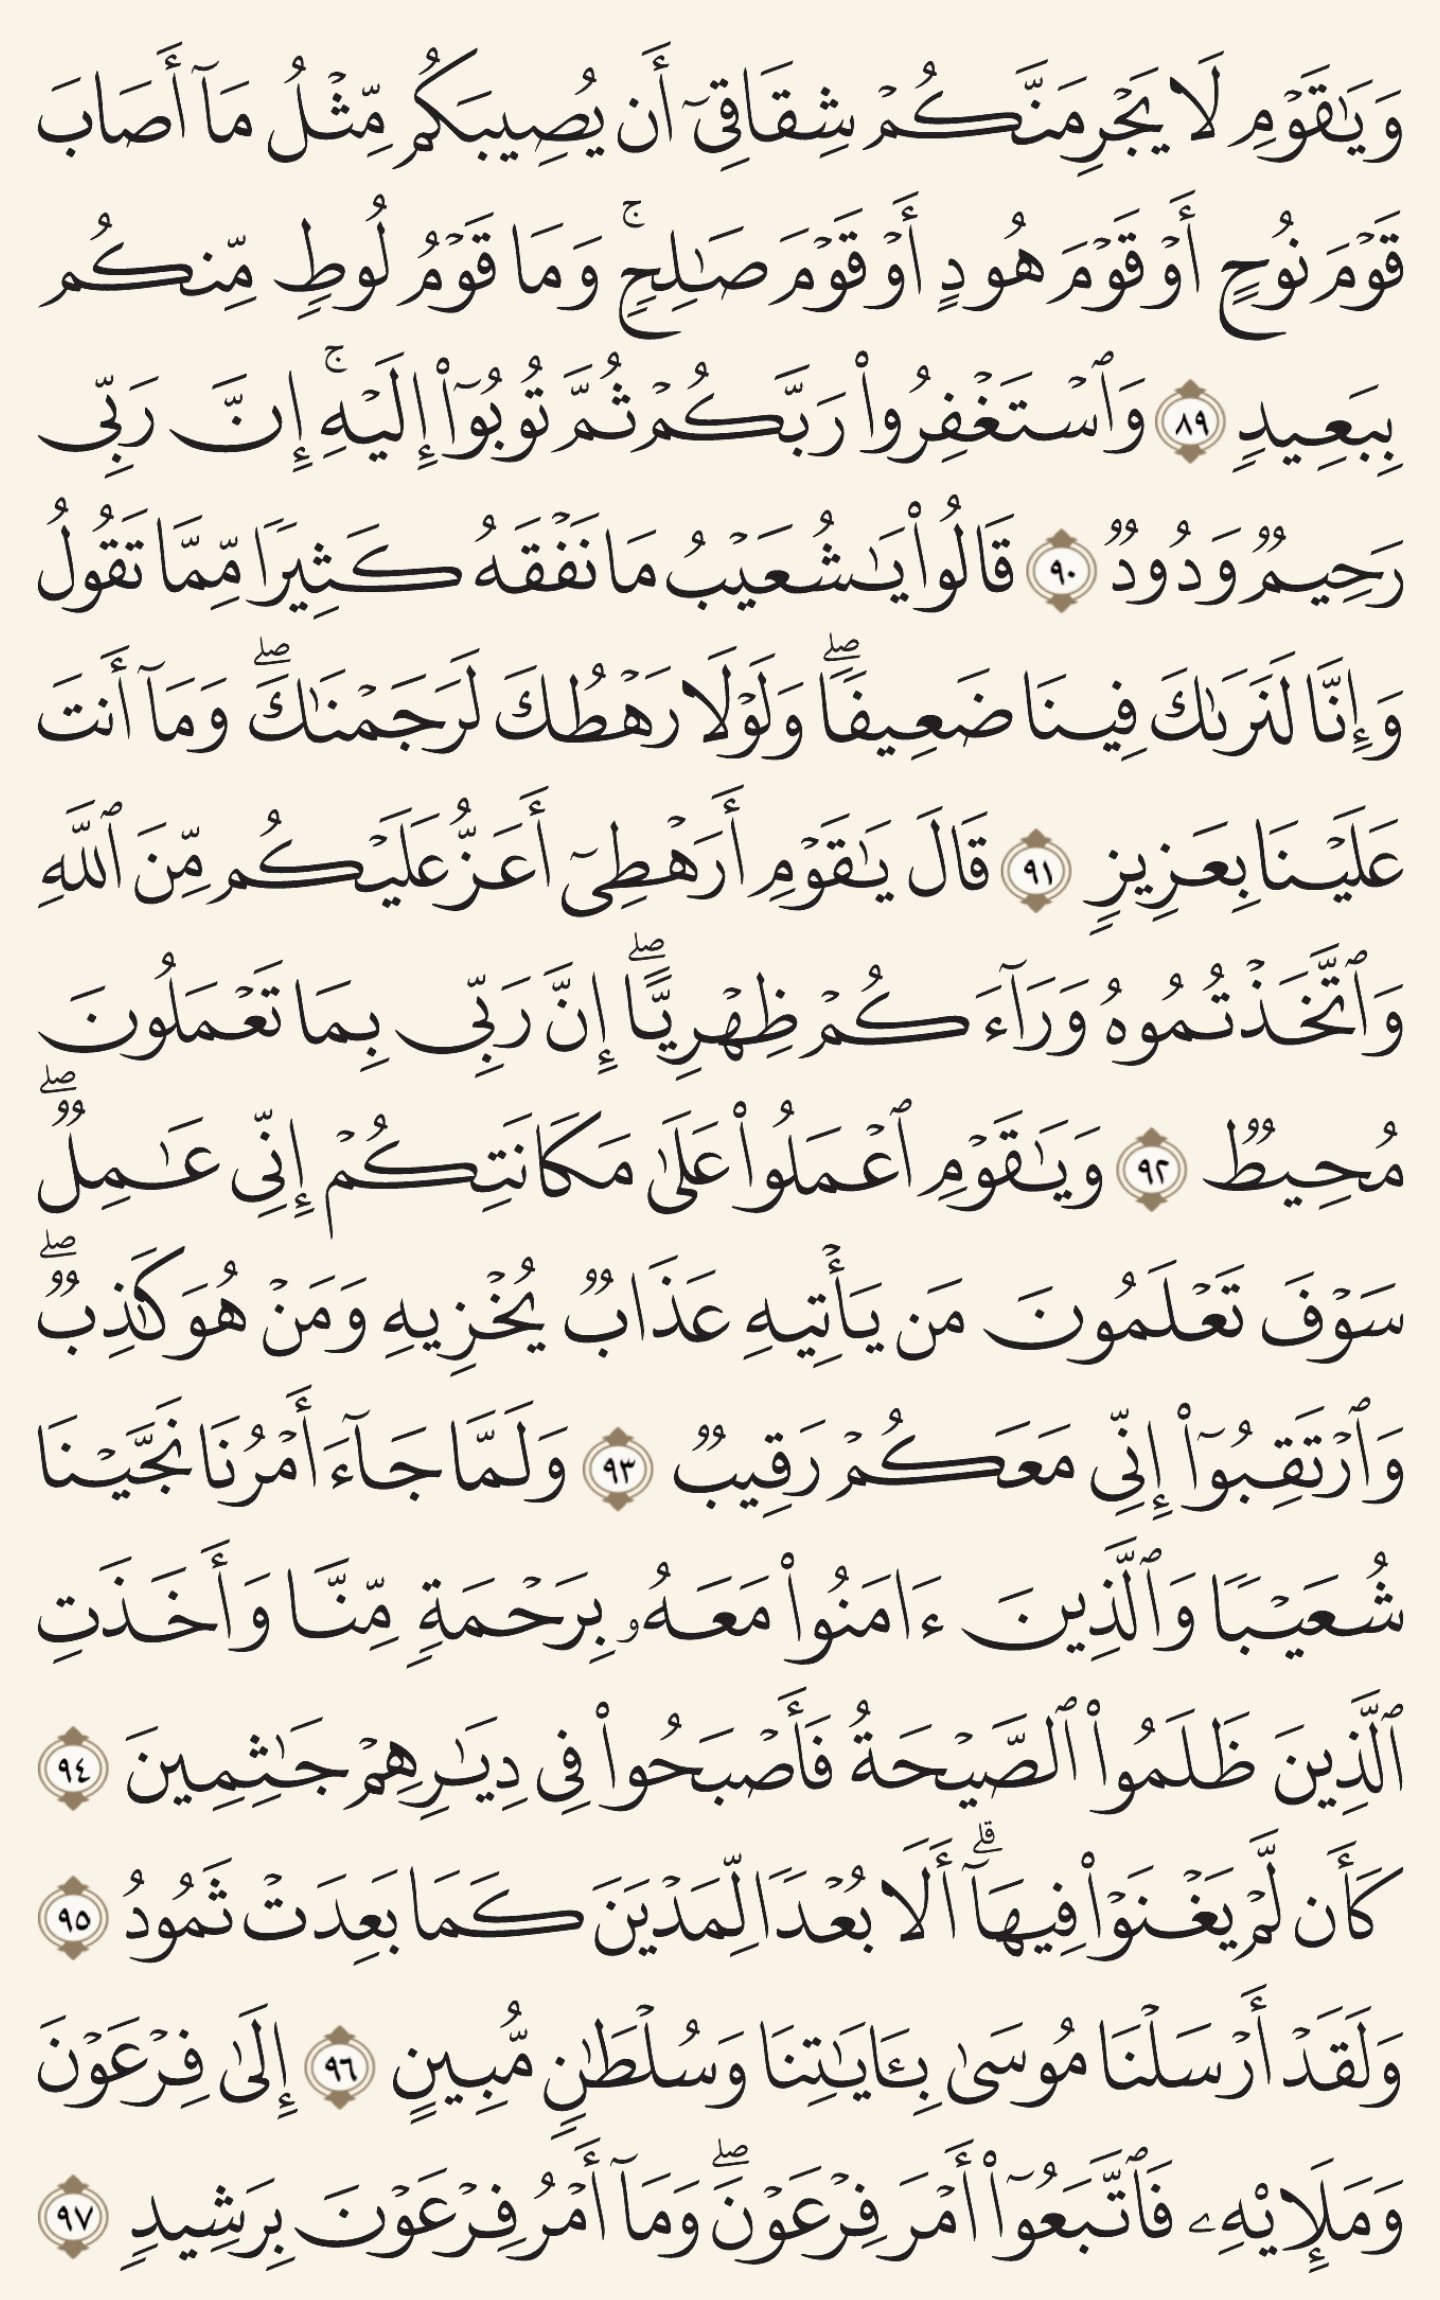 وَيَٰقَوۡمِ لَا يَجۡرِمَنَّكُمۡ شِقَاقِيٓ أَن يُصِيبَكُم مِّثۡلُ مَآ أَصَابَ
قَوۡمَ نُوحٍ أَوۡ قَوۡمَ هُودٍ أَوۡ قَوۡمَ صَٰلِحٖۚ وَمَا قَوۡمُ لُوطٖ مِّنكُم
بِبَعِيدٖ ٨٩ وَٱسۡتَغۡفِرُواْ رَبَّكُمۡ ثُمَّ تُوبُوٓاْ إِلَيۡهِۚ إِنَّ رَبِّي
رَحِيمٞ وَدُودٞ ٩٠ قَالُواْ يَٰشُعَيۡبُ مَا نَفۡقَهُ كَثِيرٗا مِّمَّا تَقُولُ
وَإِنَّا لَنَرَىٰكَ فِينَا ضَعِيفٗاۖ وَلَوۡلَا رَهۡطُكَ لَرَجَمۡنَٰكَۖ وَمَآ أَنتَ
عَلَيۡنَا بِعَزِيزٖ ٩١ قَالَ يَٰقَوۡمِ أَرَهۡطِيٓ أَعَزُّ عَلَيۡكُم مِّنَ ٱللَّهِ
وَٱتَّخَذۡتُمُوهُ وَرَآءَكُمۡ ظِهۡرِيًّاۖ إِنَّ رَبِّي بِمَا تَعۡمَلُونَ
مُحِيطٞ ٩٢ وَيَٰقَوۡمِ ٱعۡمَلُواْ عَلَىٰ مَكَانَتِكُمۡ إِنِّي عَٰمِلٞۖ
سَوۡفَ تَعۡلَمُونَ مَن يَأۡتِيهِ عَذَابٞ يُخۡزِيهِ وَمَنۡ هُوَ كَٰذِبٞۖ
وَٱرۡتَقِبُوٓاْ إِنِّي مَعَكُمۡ رَقِيبٞ ٩٣ وَلَمَّا جَآءَ أَمۡرُنَا نَجَّيۡنَا
شُعَيۡبٗا وَٱلَّذِينَ ءَامَنُواْ مَعَهُۥ بِرَحۡمَةٖ مِّنَّا وَأَخَذَتِ
ٱلَّذِينَ ظَلَمُواْ ٱلصَّيۡحَةُ فَأَصۡبَحُواْ فِي دِيَٰرِهِمۡ جَٰثِمِينَ ٩٤
كَأَن لَّمۡ يَغۡنَوۡاْ فِيهَآۗ أَلَا بُعۡدٗا لِّمَدۡيَنَ كَمَا بَعِدَتۡ ثَمُودُ ٩٥
وَلَقَدۡ أَرۡسَلۡنَا مُوسَىٰ بِـَٔايَٰتِنَا وَسُلۡطَٰنٖ مُّبِينٍ ٩٦ إِلَىٰ فِرۡعَوۡنَ
وَمَلَإِيْهِۦ فَٱتَّبَعُوٓاْ أَمۡرَ فِرۡعَوۡنَۖ وَمَآ أَمۡرُ فِرۡعَوۡنَ بِرَشِيدٖ ٩٧